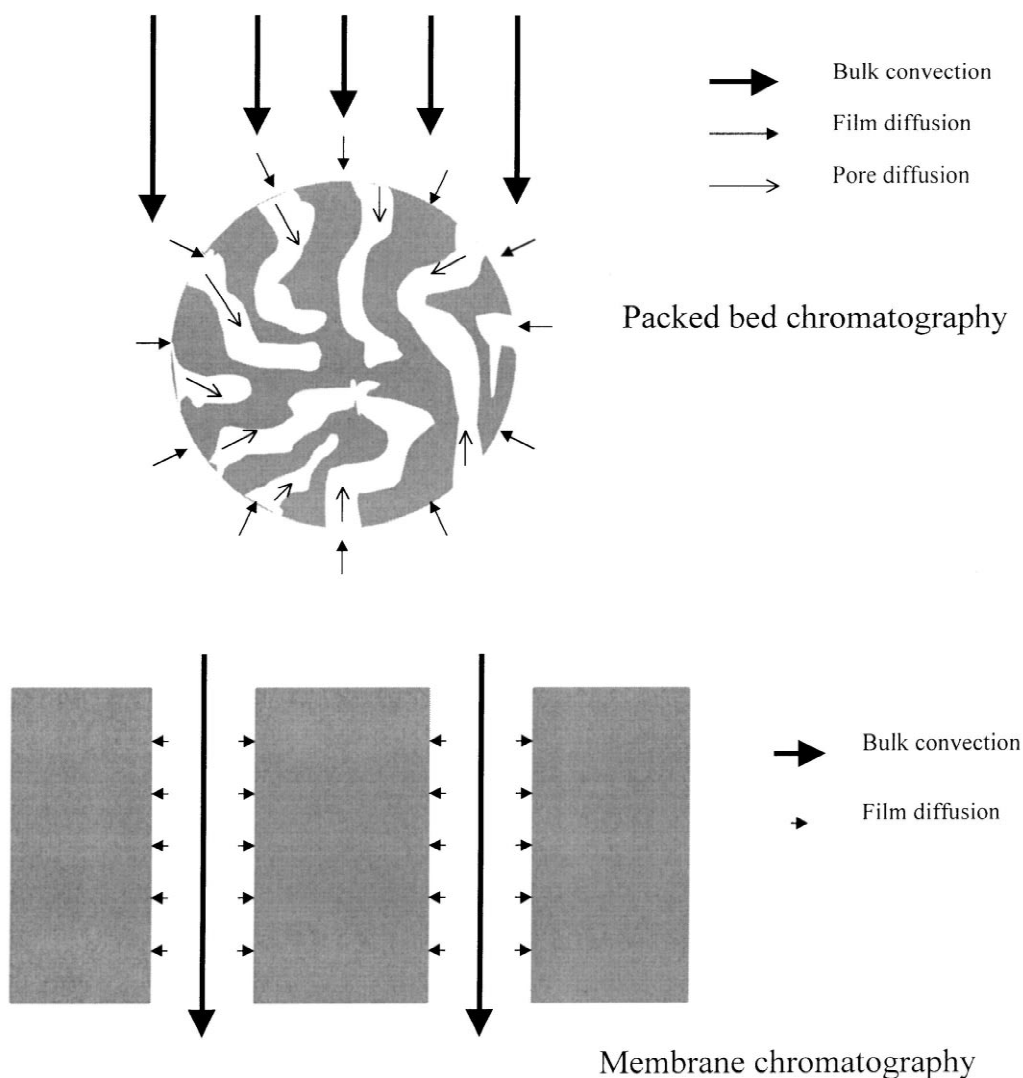 Bulk convection
Film diffusion
Pore diffusion
Packed bed chromatography
Bulk convection
Film diffusion
Membrane chromatography